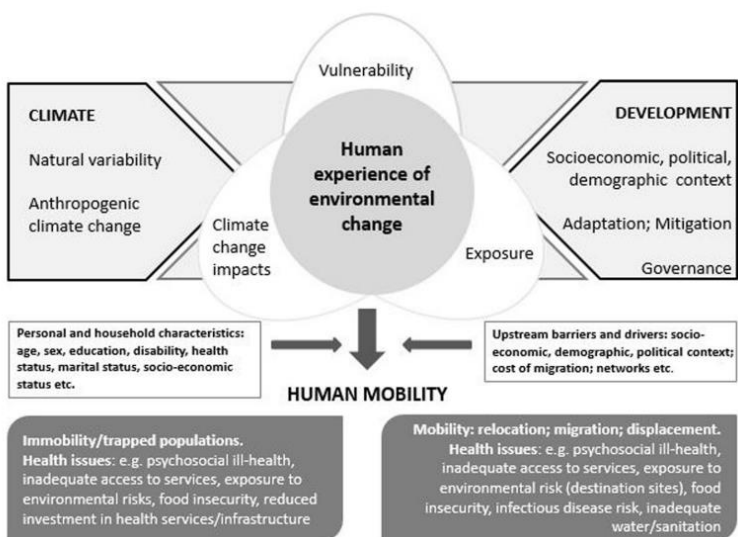 Vulnerability
CLIMATE
Natural variability
Anthropogenic
climate change
Human
experience of
environmental
change
Climate
change
impacts
Exposure
DEVELOPMENT
Socioeconomic, political,
demographic context
Adaptation; Mitigation
Governance
Personal and household characteristics:
age, sex, education, disability, health
status, marital status, socio-economic
status etc.
Upstream barriers and drivers: socio-
economic, demographic, political context;
cost of migration; networks etc.
HUMAN MOBILITY
Immobility/trapped populations.
Health issues: e.g. psychosocial ill-health,
inadequate access to services, exposure to
environmental risks, food insecurity, reduced
investment in health services/infrastructure
Mobility: relocation; migration; displacement.
Health issues: e.g. psychosocial ill-health,
inadequate access to services, exposure to
environmental risk (destination sites), food
insecurity, infectious disease risk, inadequate
water/sanitation